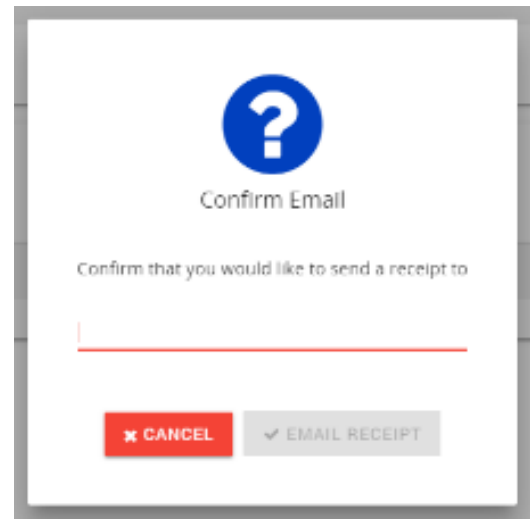 Confirm Email
Confirm that you would like to send a receipt to
CANCEL
EMAIL RECEIPT